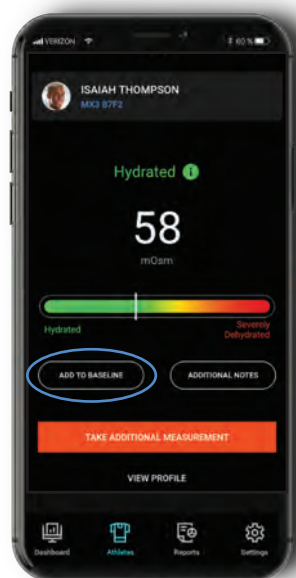 VERIZON 60 %
ISAIAH THOMPSON
MX3 B7F2
Hydrated i
58
mOsm
Hydrated Severely
Dehydrated
ADD TO BASELINE ADDITIONAL NOTES
TAKE ADDITIONAL MEASUREMENT
VIEW PROFILE
Dashboard Athletes Reports Settings